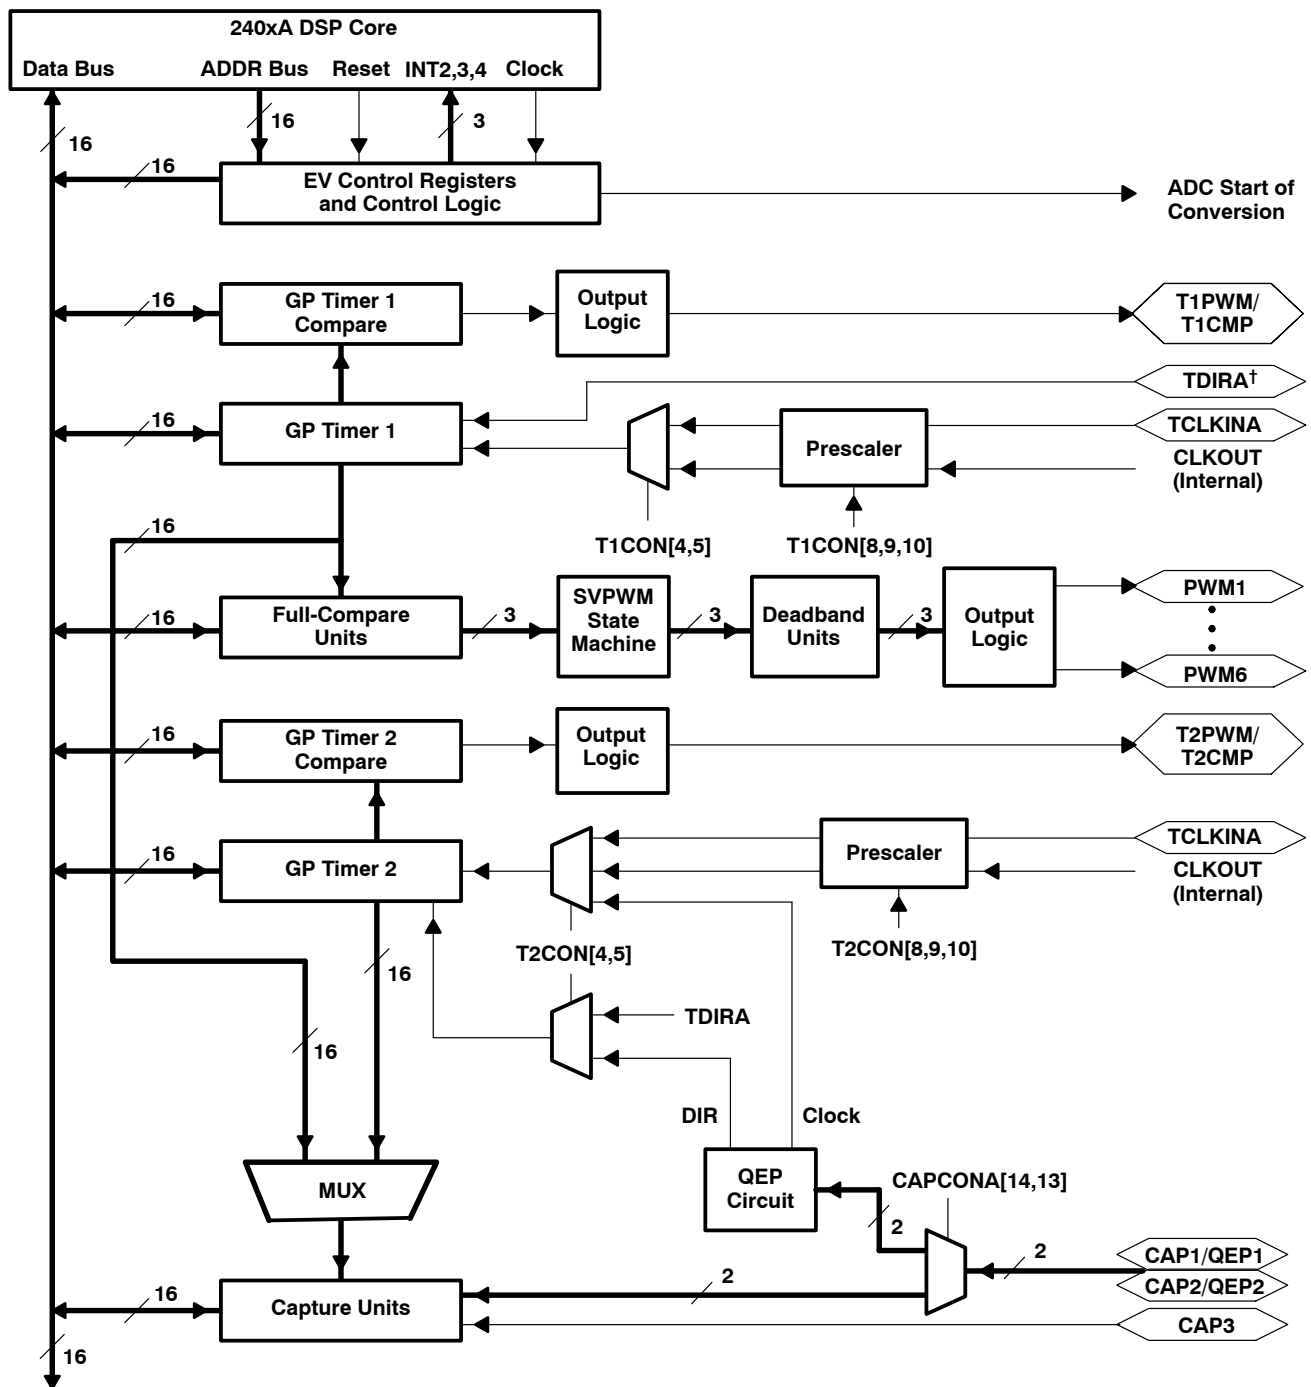 240xA DSP Core
Data Bus
ADDR Bus
Reset
INT2,3,4
Clock
16
16
3
16
EV Control Registers
and Control Logic
ADC Start of
Conversion
16
GP Timer 1
Compare
Output
Logic
T1PWM/
T1CMP
TDIRA†
16
GP Timer 1
Prescaler
TCLKINA
CLKOUT
(Internal)
T1CON[4,5]
T1CON[8,9,10]
16
16
Full-Compare
Units
3
SVPWM
State
Machine
3
Deadband
Units
3
Output
Logic
PWM1
PWM6
16
GP Timer 2
Compare
Output
Logic
T2PWM/
T2CMP
16
GP Timer 2
Prescaler
TCLKINA
CLKOUT
(Internal)
T2CON[4,5]
T2CON[8,9,10]
16
16
TDIRA
DIR
Clock
MUX
QEP
Circuit
CAPCONA[14,13]
2
2
CAP1/QEP1
CAP2/QEP2
16
Capture Units
2
CAP3
16